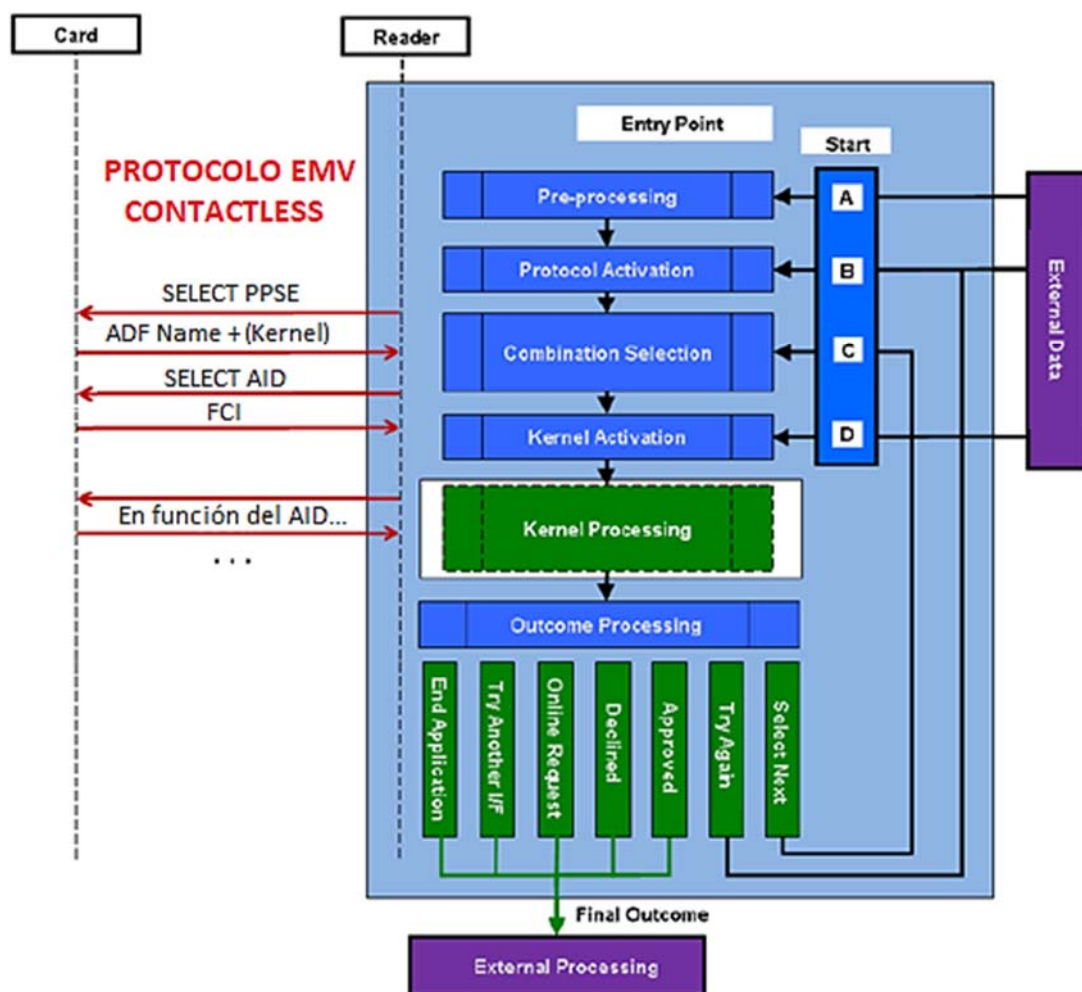 Card
Reader
Entry Point
Start
PROTOCOLO EMV
CONTACTLESS
Pre-processing
A
Protocol Activation
B
SELECT PPSE
ADF Name + (Kernel)
Combination Selection
C
SELECT AID
FCI
Kernel Activation
D
External Data
En función del AID...
. . .
Kernel Processing
Outcome Processing
End Application
Try Another I/F
Online Request
Declined
Approved
Try Again
Select Next
Final Outcome
External Processing